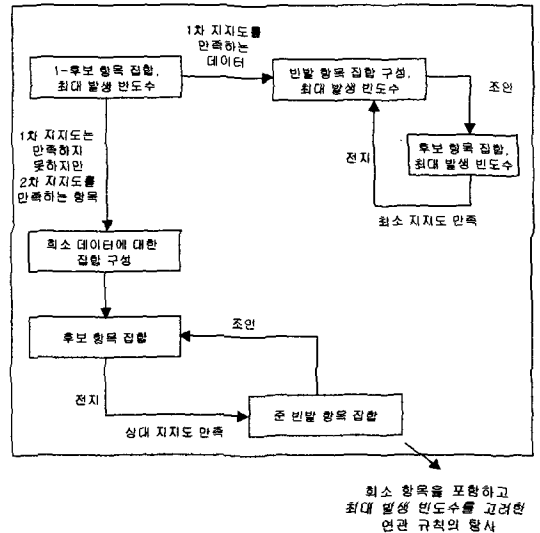 1차 지지도를
만족하는
데이터
1-후보 항목 집합,
최대 발생 빈도수
빈발 항목 집합 구성,
최대 발생 빈도수
조인
1차 지지도는
만족하지
못하지만
2차 지지도를
만족하는 항목
전지
후보 항목 집합,
최대 발생 빈도수
최소 지지도 만족
희소 데이터에 대한
집합 구성
후보 항목 집합
조인
전지
상대 지지도 만족
준 빈발 항목 집합
희소 항목을 포함하고
최대 발생 빈도수를 고려한
연관 규칙의 탐사